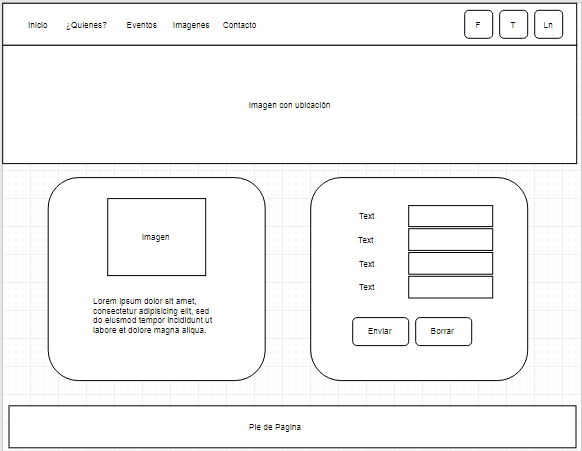 Inicio ¿Quienes? Eventos Imagenes Contacto F T Ln
Imagen con ubicación
Imagen
Lorem ipsum dolor sit amet,
consectetur adipisicing elit, sed
do eiusmod tempor incididunt ut
labore et dolore magna aliqua.
Text
Text
Text
Text
Enviar Borrar
Pie de Pagina